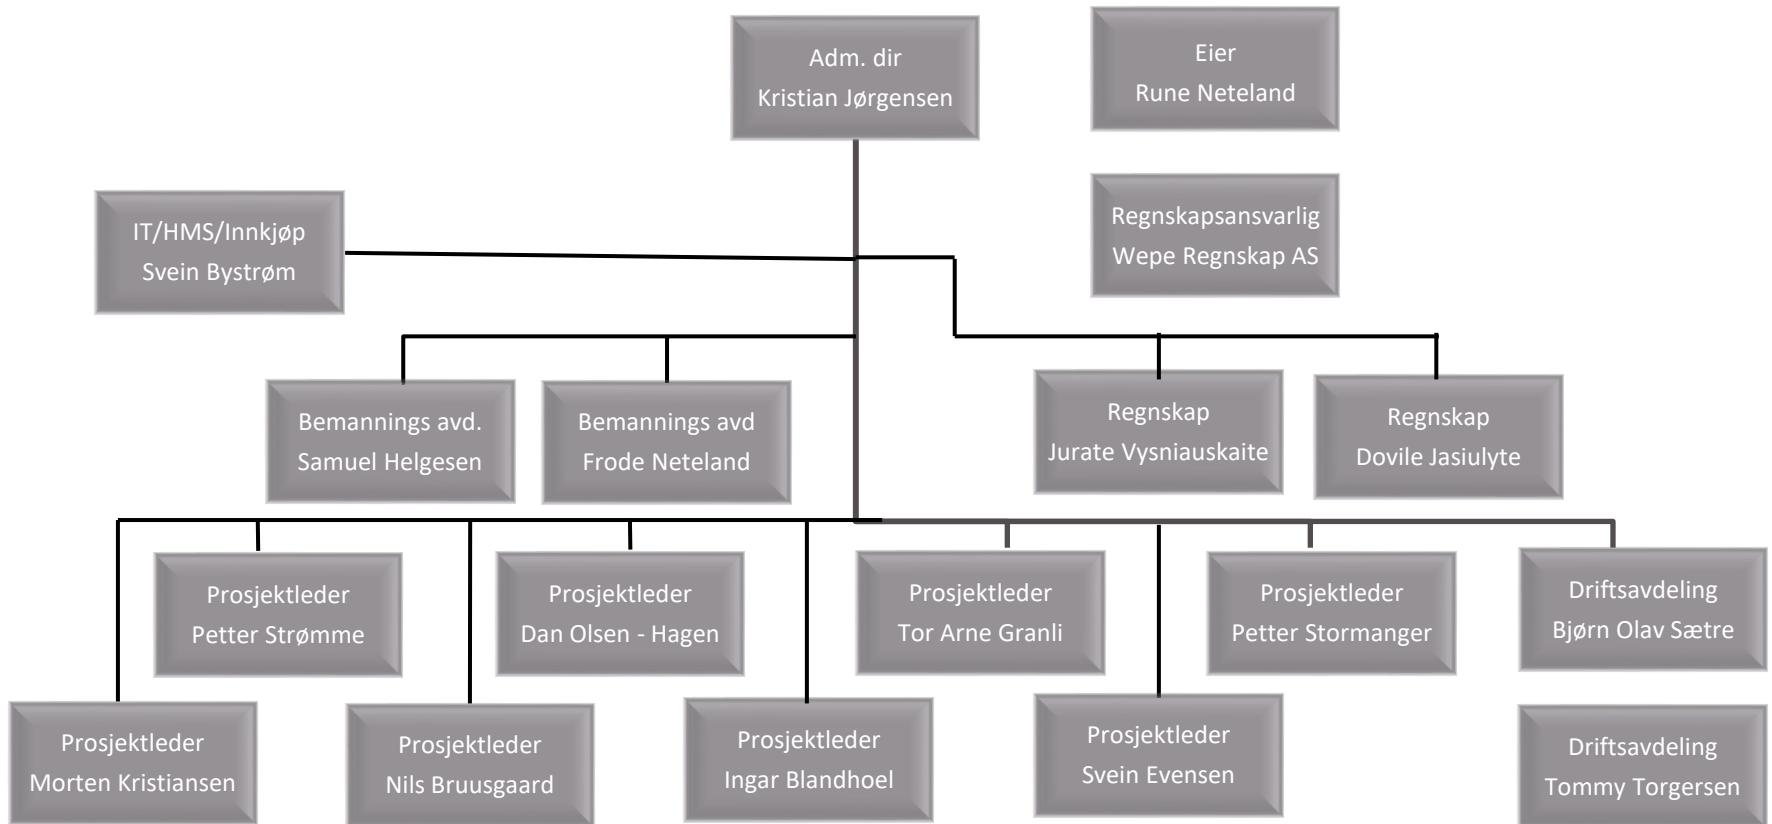 Adm. dir
Kristian Jørgensen
Eier
Rune Neteland
IT/HMS/Innkjøp
Svein Bystrøm
Regnskapsansvarlig
Wepe Regnskap AS
Bemannings avd.
Samuel Helgesen
Bemannings avd
Frode Neteland
Regnskap
Jurate Vysniauskaite
Regnskap
Dovile Jasiulyte
Prosjektleder
Petter Strømme
Prosjektleder
Dan Olsen - Hagen
Prosjektleder
Tor Arne Granli
Prosjektleder
Petter Stormanger
Driftsavdeling
Bjørn Olav Sætre
Prosjektleder
Morten Kristiansen
Prosjektleder
Nils Bruusgaard
Prosjektleder
Ingar Blandhoel
Prosjektleder
Svein Evensen
Driftsavdeling
Tommy Torgersen